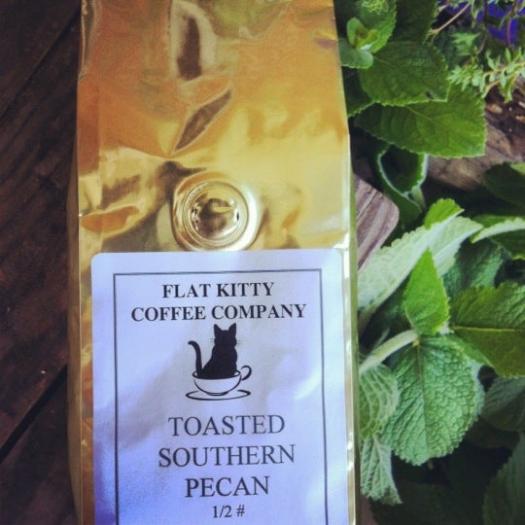 FLAT KITTY
COFFEE COMPANY
TOASTED
SOUTHERN
PECAN
1/2 #